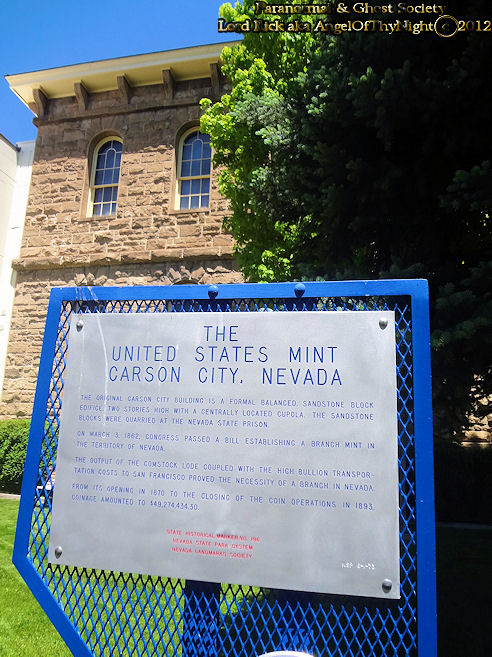 Paranormal & Ghost Society
Lord Rick aka AngelOfThyNight © 2012
THE
UNITED STATES MINT
CARSON CITY, NEVADA
THE ORIGINAL CARSON CITY BUILDING IS A FORMAL BALANCED, SANDSTONE BLOCK
EDIFICE, TWO STORIES HIGH WITH A CENTRALLY LOCATED CUPOLA. THE SANDSTONE
BLOCKS WERE QUARRIED AT THE NEVADA STATE PRISON.
ON MARCH 3, 1862, CONGRESS PASSED A BILL ESTABLISHING A BRANCH MINT IN
THE TERRITORY OF NEVADA.
THE OUTPUT OF THE COMSTOCK LODE COUPLED WITH THE HIGH BULLION TRANSPOR-
TATION COSTS TO SAN FRANCISCO PROVED THE NECESSITY OF A BRANCH IN NEVADA.
FROM ITS OPENING IN 1870 TO THE CLOSING OF THE COIN OPERATIONS IN 1893,
COINAGE AMOUNTED TO $49,274,434.30.
STATE HISTORICAL MARKER NO. 196
NEVADA STATE PARK SYSTEM
NEVADA LANDMARKS SOCIETY